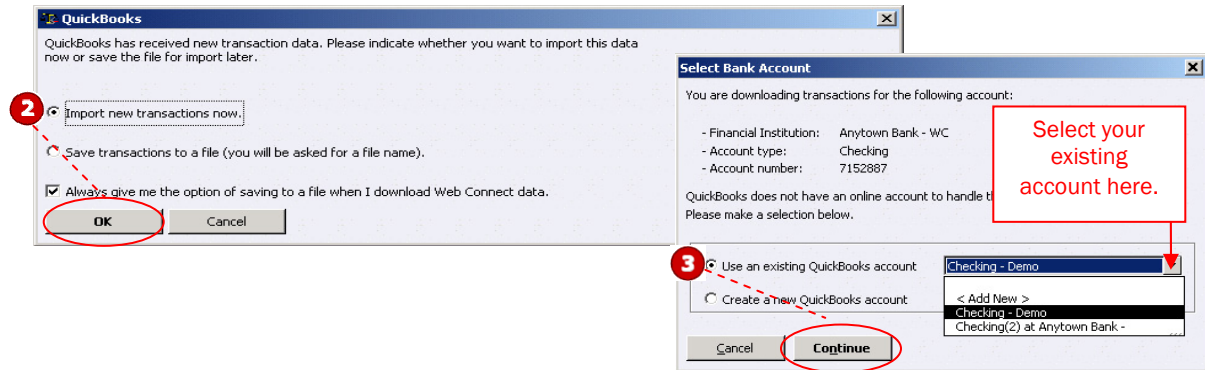 QuickBooks
QuickBooks has received new transaction data. Please indicate whether you want to import this data
now or save the file for import later.
2
Import new transactions now.
Save transactions to a file (you will be asked for a file name).
Always give me the option of saving to a file when I download Web Connect data.
OK Cancel
Select Bank Account
You are downloading transactions for the following account:
- Financial Institution: Anytown Bank - WC
- Account type: Checking
- Account number: 7152887
Select your
existing
account here.
QuickBooks does not have an online account to handle
Please make a selection below.
3
Use an existing QuickBooks account Checking - Demo
Create a new QuickBooks account
< Add New >
Checking - Demo
Checking(2) at Anytown Bank -
Cancel Continue